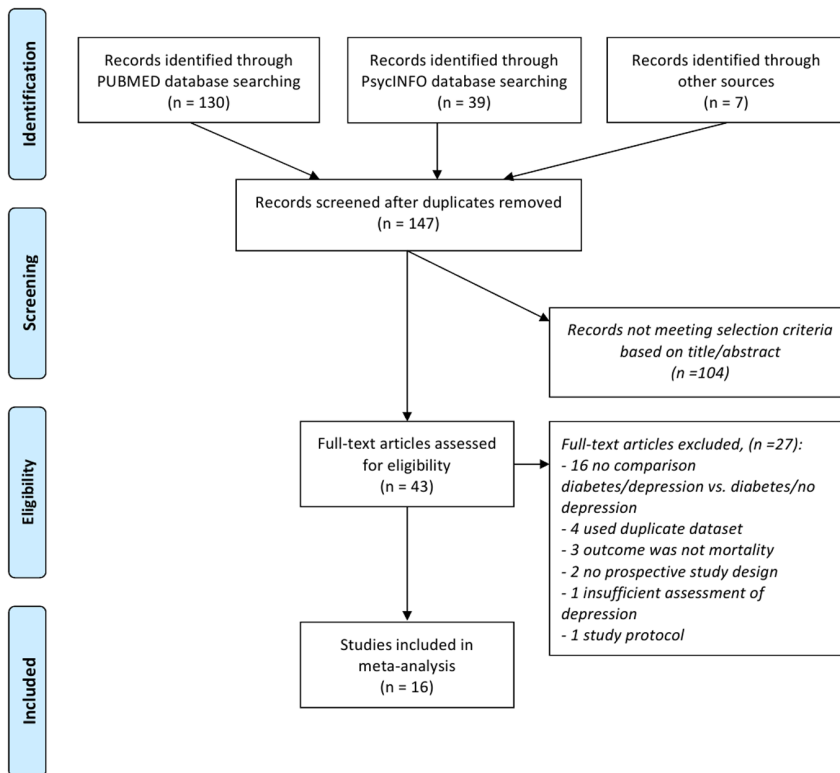 Identification
Records identified through
PUBMED database searching
(n = 130)
Records identified through
PsycINFO database searching
(n = 39)
Records identified through
other sources
(n = 7)
Records screened after duplicates removed
(n = 147)
Screening
Records not meeting selection criteria
based on title/abstract
(n =104)
Eligibility
Full-text articles assessed
for eligibility
(n = 43)
Full-text articles excluded, (n =27):
- 16 no comparison
diabetes/depression vs. diabetes/no
depression
- 4 used duplicate dataset
- 3 outcome was not mortality
- 2 no prospective study design
- 1 insufficient assessment of
depression
- 1 study protocol
Included
Studies included in
meta-analysis
(n = 16)